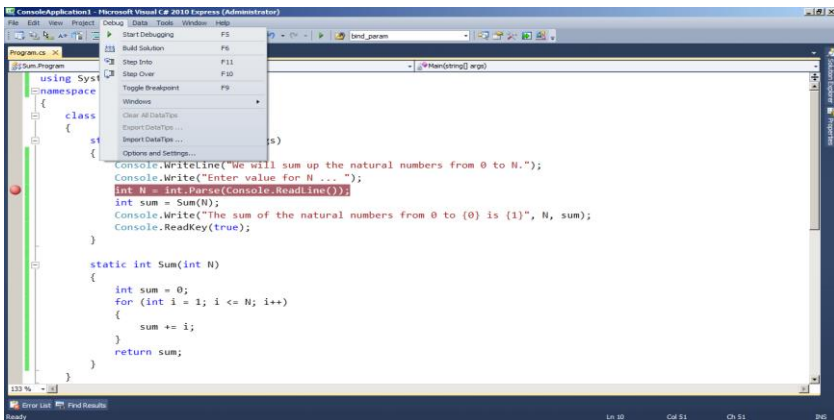 ConsoleApplication1 - Microsoft Visual C# 2010 Express (Administrator)
File Edit View Project Debug Data Tools Window Help
bind_param
Program.cs
Sum.Program
Main(string[] args)
Start Debugging F5
Build Solution F6
Step Into F11
Step Over F10
Toggle Breakpoint F9
Windows
Clear All DataTips
Export DataTips ...
Import DataTips ...
Options and Settings...
using Syst
namespace
{
class
{
st
s)
{
Console.WriteLine("We will sum up the natural numbers from 0 to N.");
Console.Write("Enter value for N ... ");
int N = int.Parse(Console.ReadLine());
int sum = Sum(N);
Console.Write("The sum of the natural numbers from 0 to {0} is {1}", N, sum);
Console.ReadKey(true);
}
static int Sum(int N)
{
int sum = 0;
for (int i = 1; i <= N; i++)
{
sum += i;
}
return sum;
}
}
Solution Explorer
Properties
133 %
Error List Find Results
Ready Ln 10 Col 51 Ch 51 INS